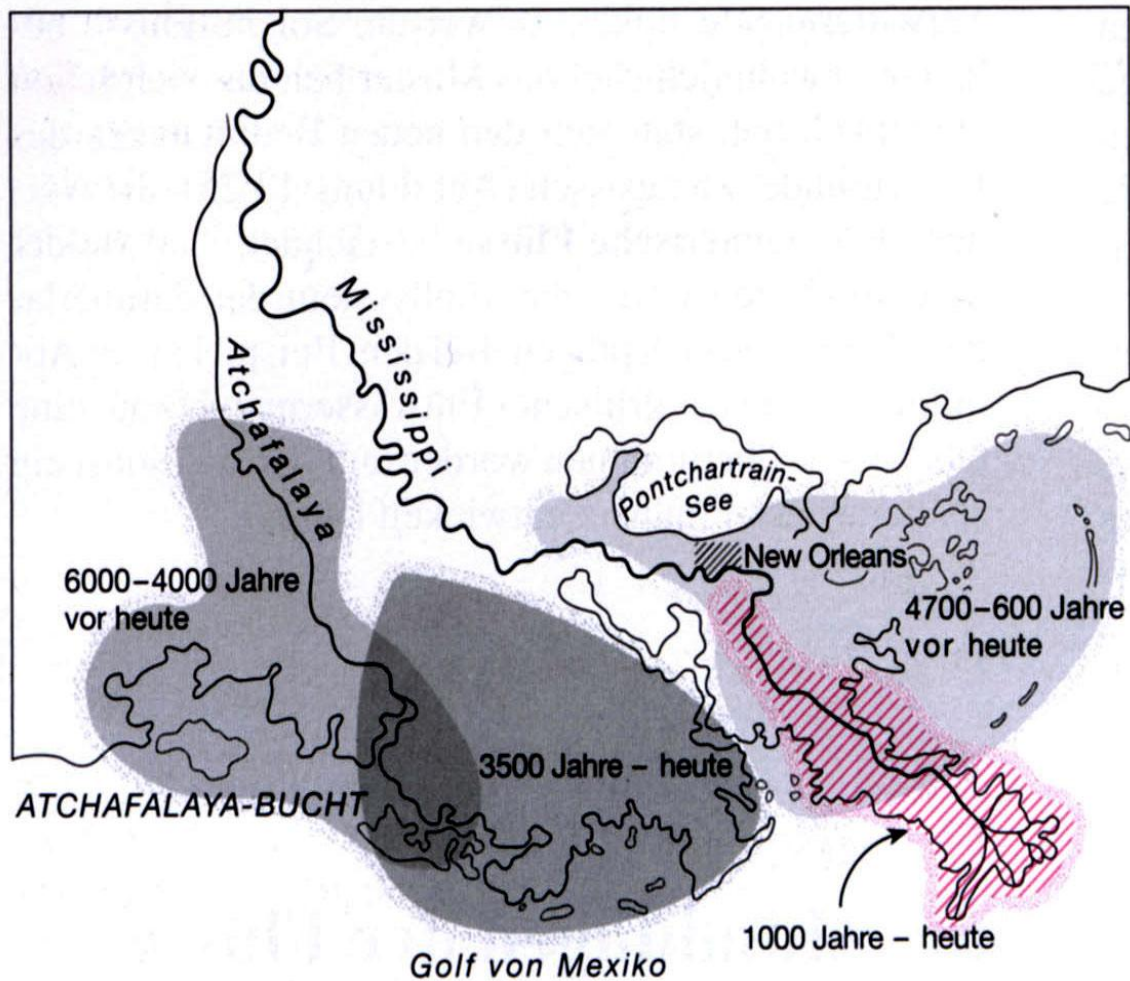 Mississippi
Atchafalaya
Pontchartrain-
See
New Orleans
6000–4000 Jahre
vor heute
4700–600 Jahre
vor heute
3500 Jahre – heute
ATCHAFALAYA-BUCHT
1000 Jahre – heute
Golf von Mexiko